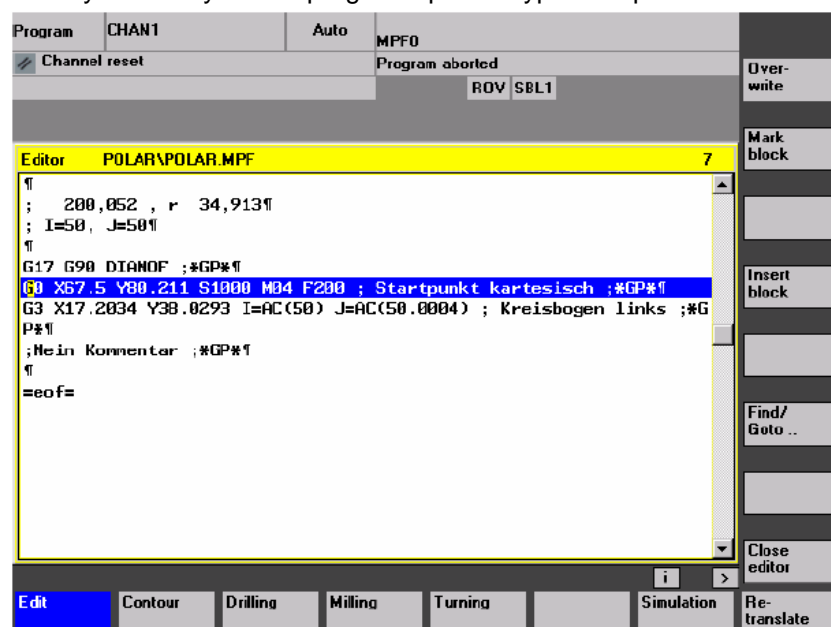 Program CHAN1 Auto MPF0
Channel reset Program aborted
ROV SBL1
Over-
write
Mark
block
Editor POLAR\POLAR.MPF 7
¶
; 200,052 , r 34,913¶
; I=50, J=50¶
¶
G17 G90 DIANOF ;*GP*¶
G0 X67.5 Y80.211 S1000 M04 F200 ; Startpunkt kartesisch ;*GP*¶
G3 X17.2034 Y38.0293 I=AC(50) J=AC(50.0004) ; Kreisbogen links ;*G
P*¶
;Mein Kommentar ;*GP*¶
¶
=eof=
Insert
block
Find/
Goto ..
Close
editor
i >
Edit Contour Drilling Milling Turning Simulation Re-
translate